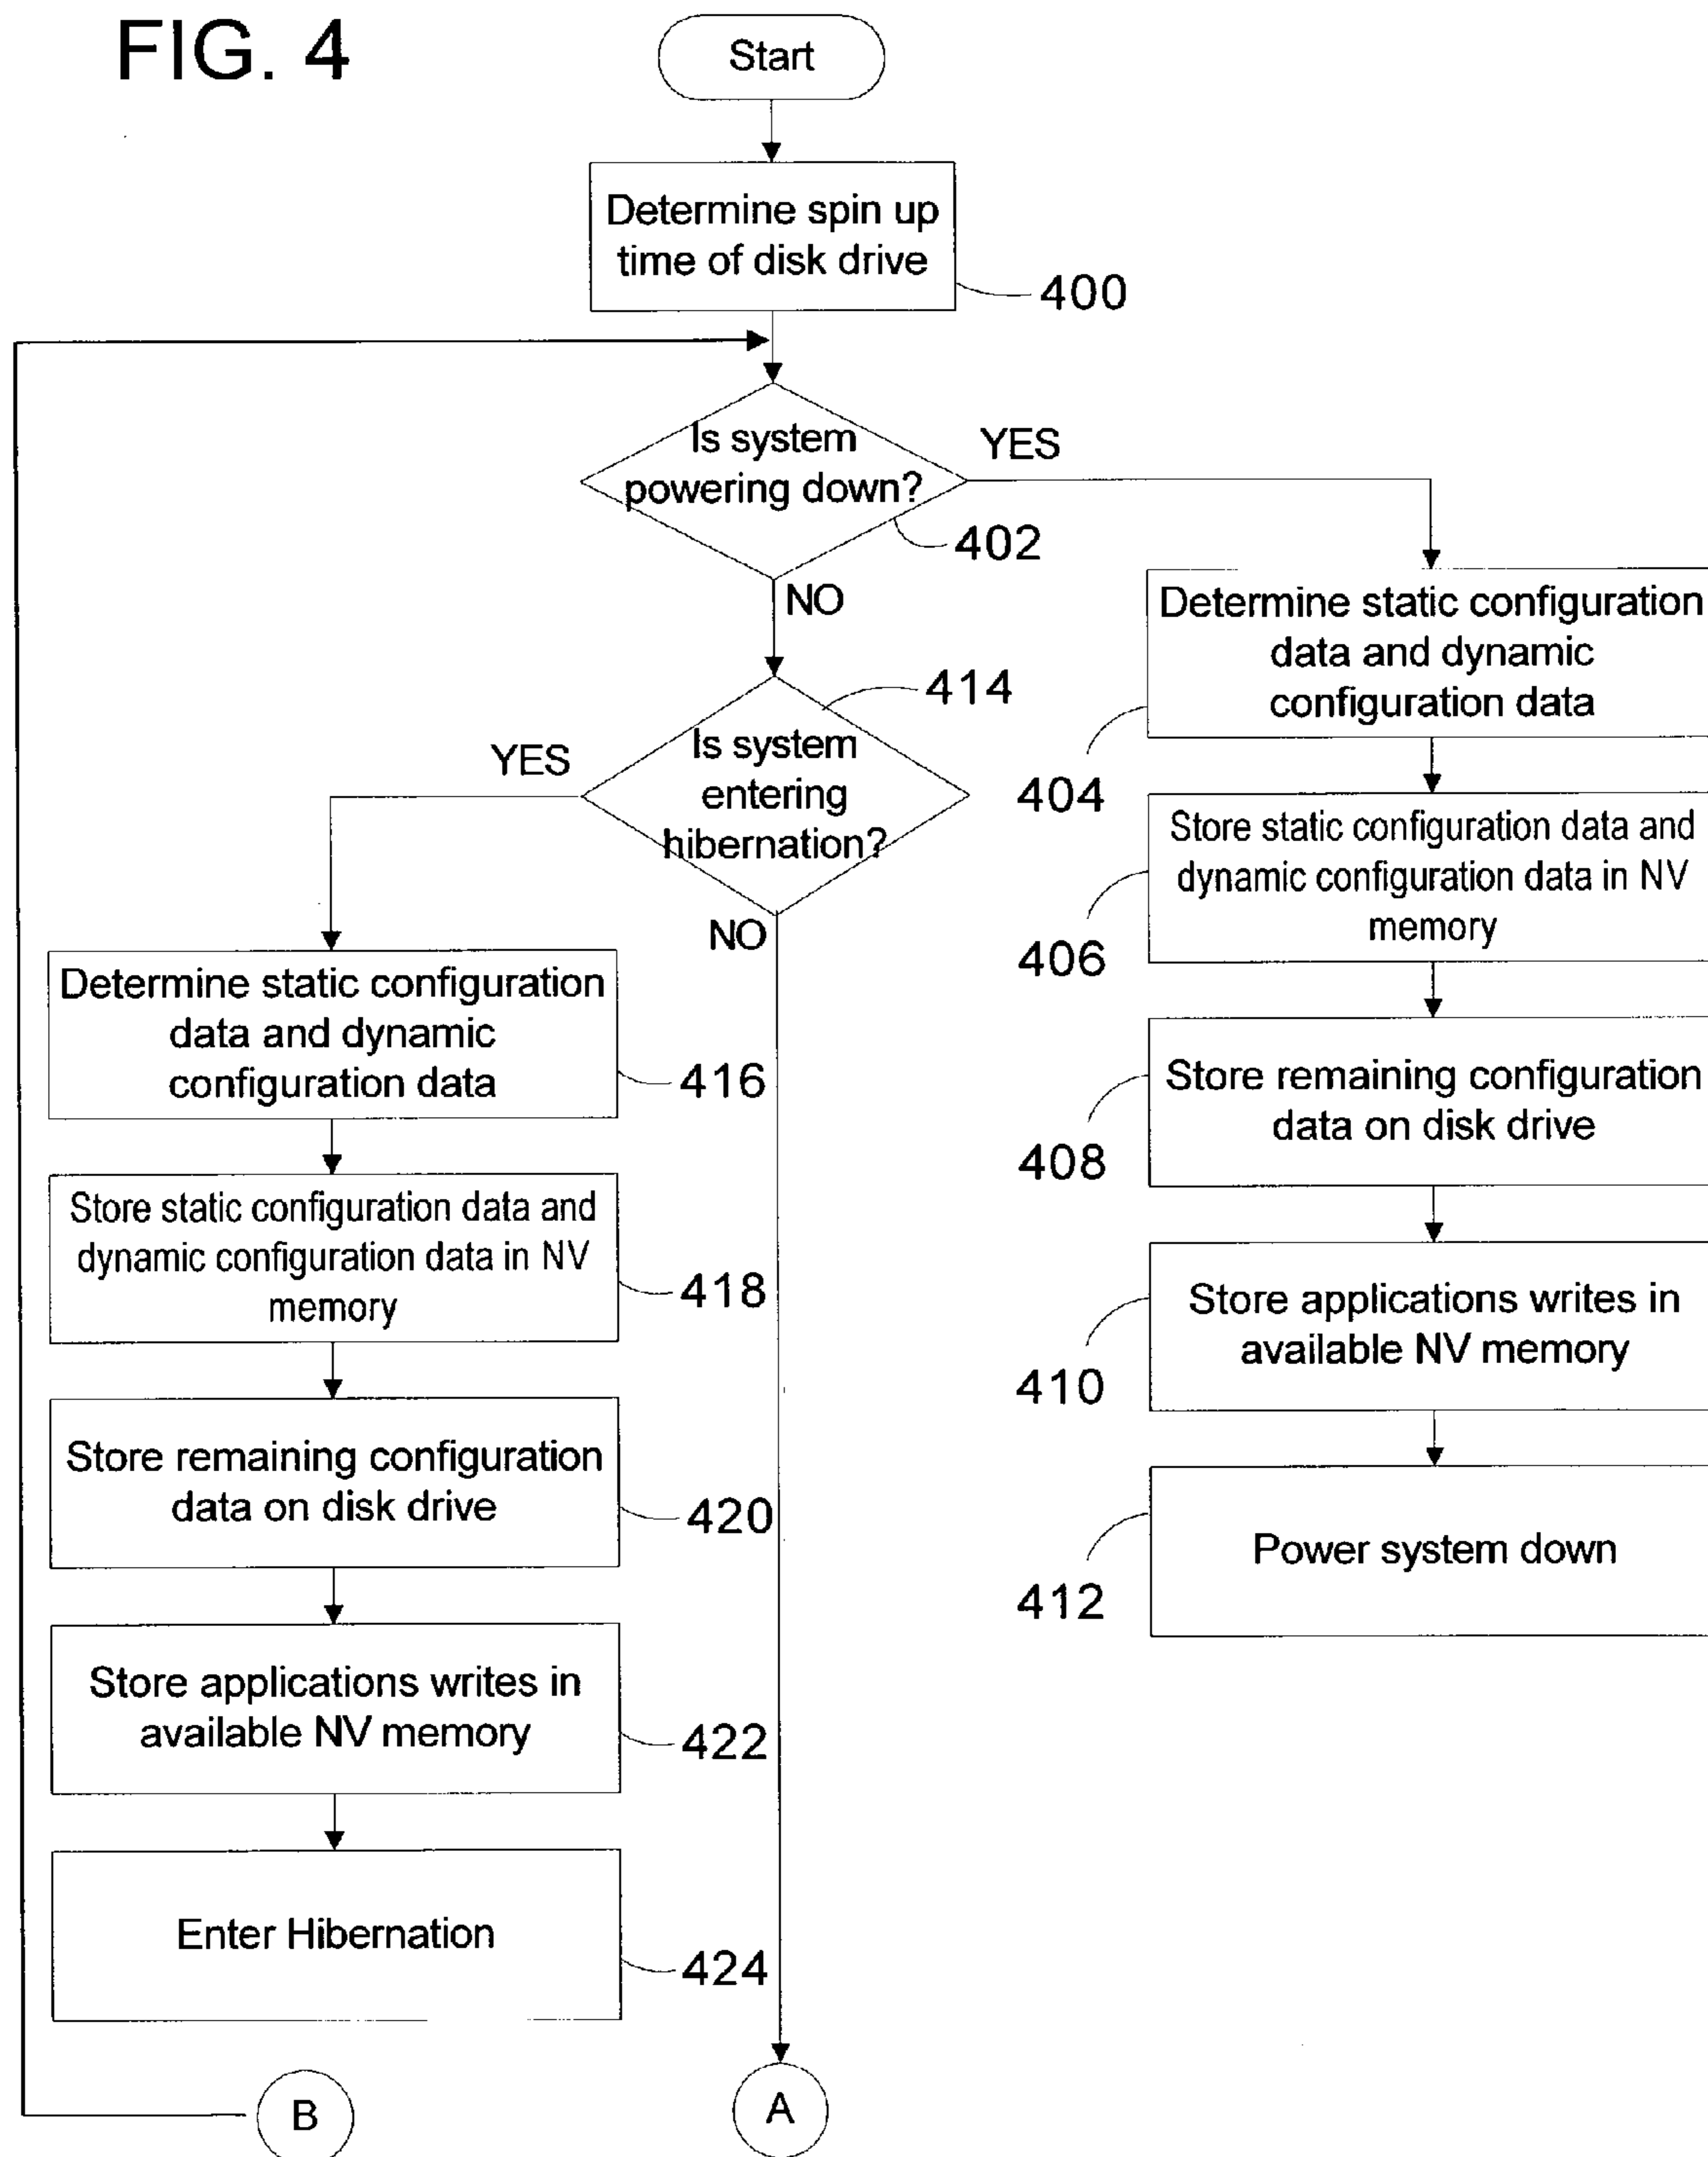 FIG. 4
Start
Determine spin up
time of disk drive
400
Is system
powering down?
YES
402
NO
Determine static configuration
data and dynamic
configuration data
404
Store static configuration data and
dynamic configuration data in NV
memory
406
Store remaining configuration
data on disk drive
408
Store applications writes in
available NV memory
410
Power system down
412
414
Is system
entering
hibernation?
YES
NO
Determine static configuration
data and dynamic
configuration data
416
Store static configuration data and
dynamic configuration data in NV
memory
418
Store remaining configuration
data on disk drive
420
Store applications writes in
available NV memory
422
Enter Hibernation
424
B
A